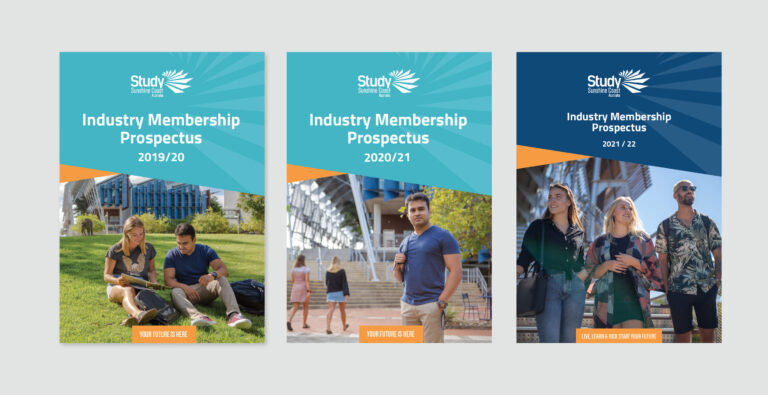 Study
Sunshine Coast
Australia
Industry Membership
Prospectus
2019/20
YOUR FUTURE IS HERE
Study
Sunshine Coast
Australia
Industry Membership
Prospectus
2020/21
YOUR FUTURE IS HERE
Study
Sunshine Coast
Australia
Industry Membership
Prospectus
2021 / 22
LIVE, LEARN & KICK START YOUR FUTURE